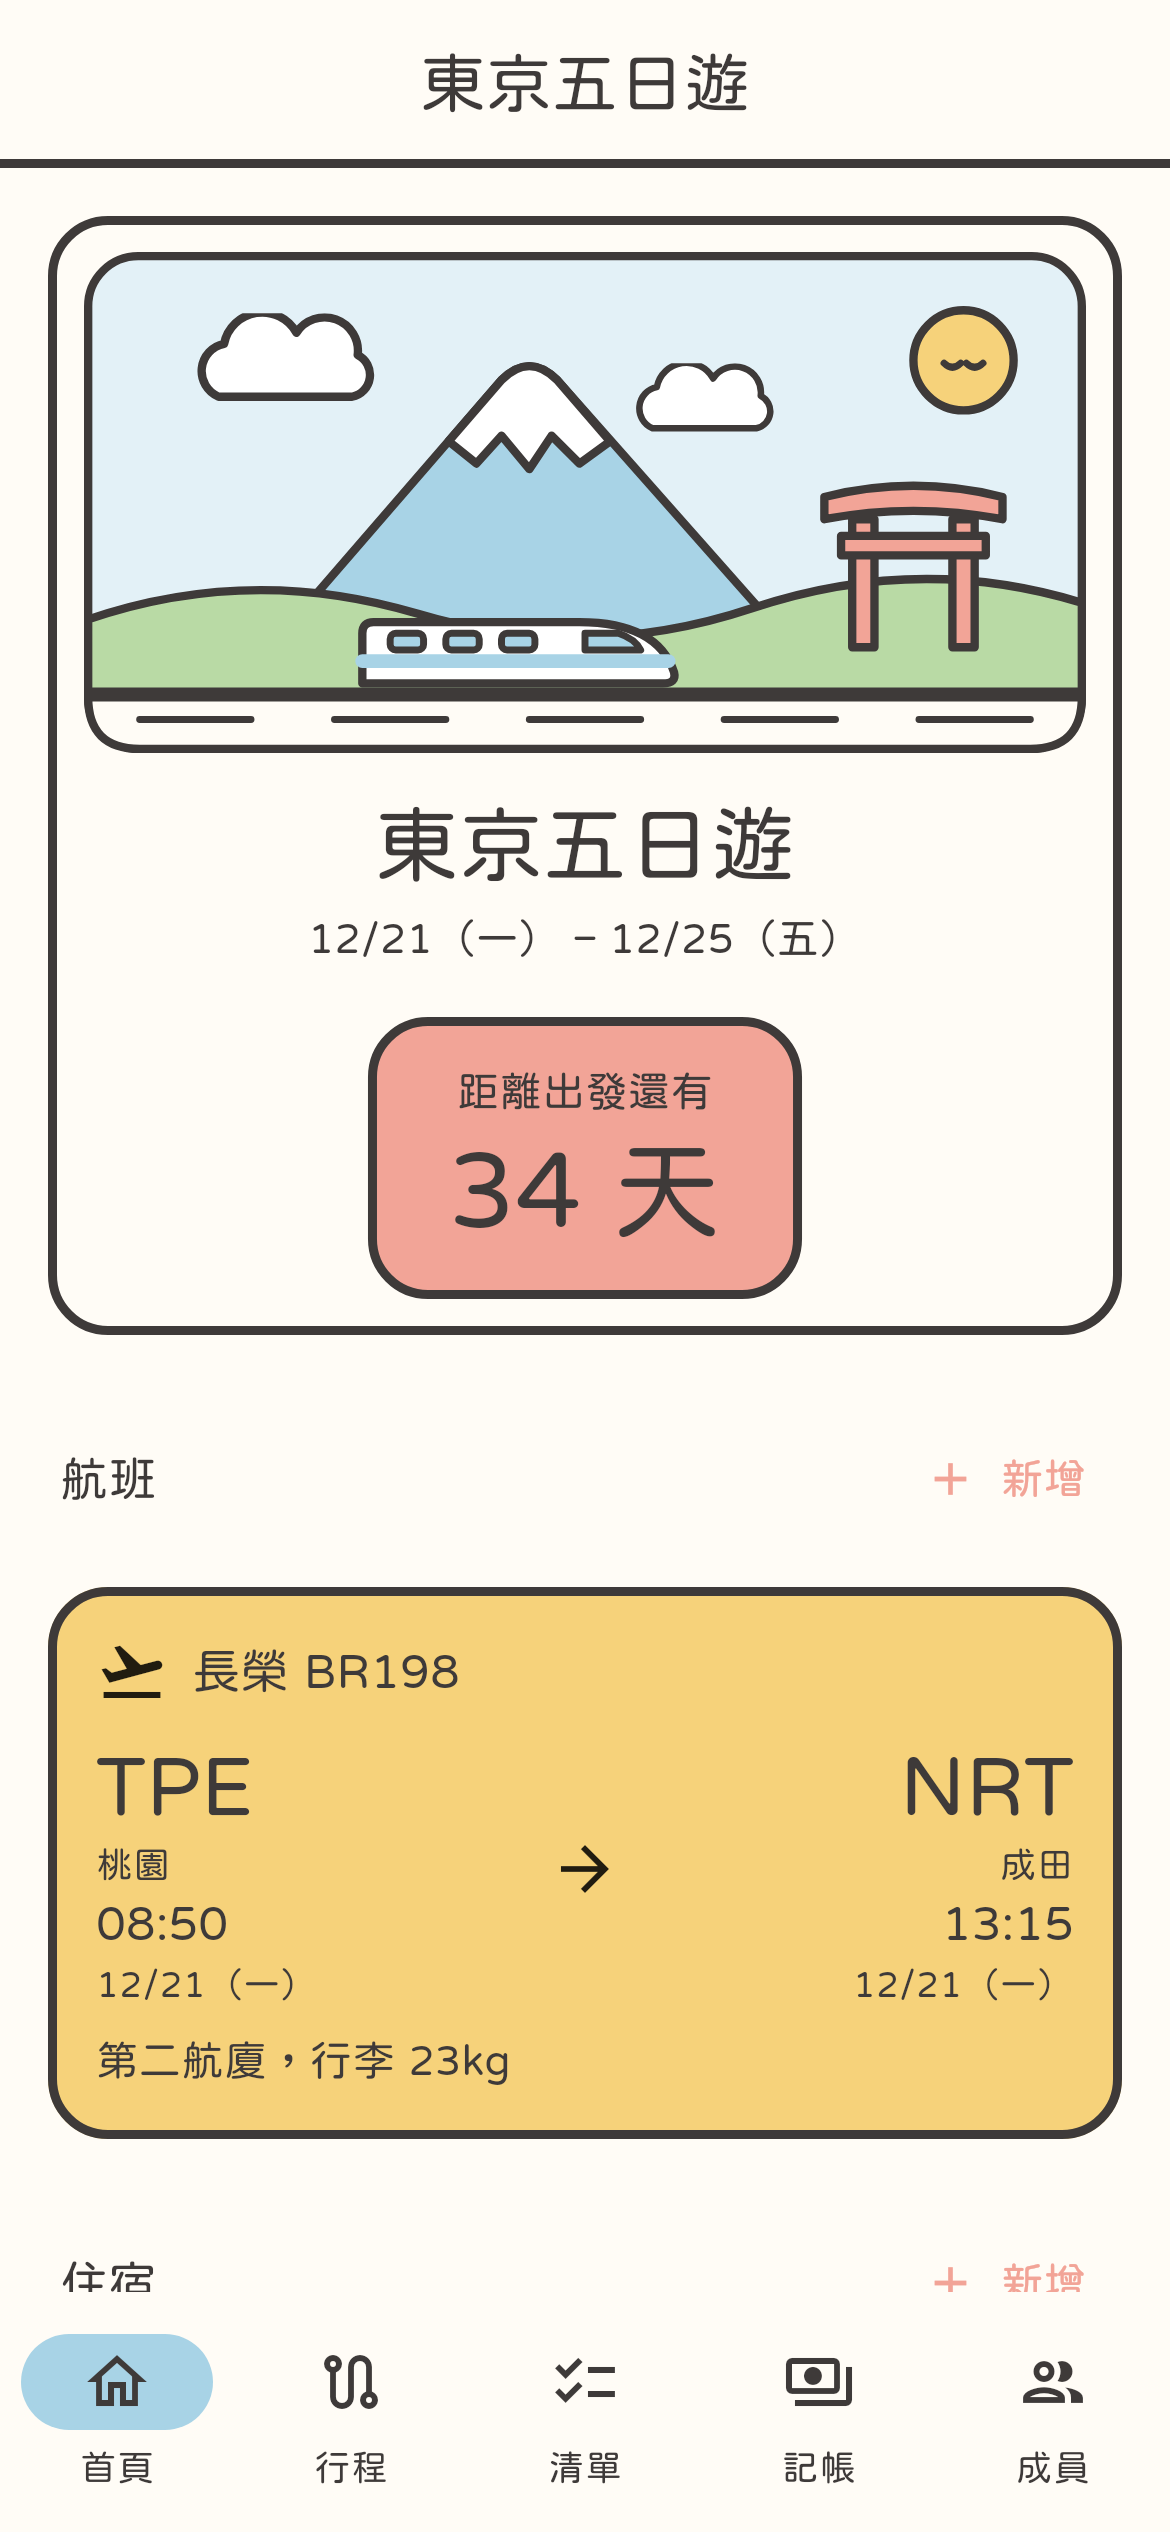 東京五日遊
東京五日遊
12/21（一） – 12/25（五）
距離出發還有
34 天
航班
+ 新增
長榮 BR198
TPE
NRT
桃園
成田
08:50
13:15
12/21（一）
12/21（一）
第二航廈，行李 23kg
住宿
+ 新增
首頁
行程
清單
記帳
成員